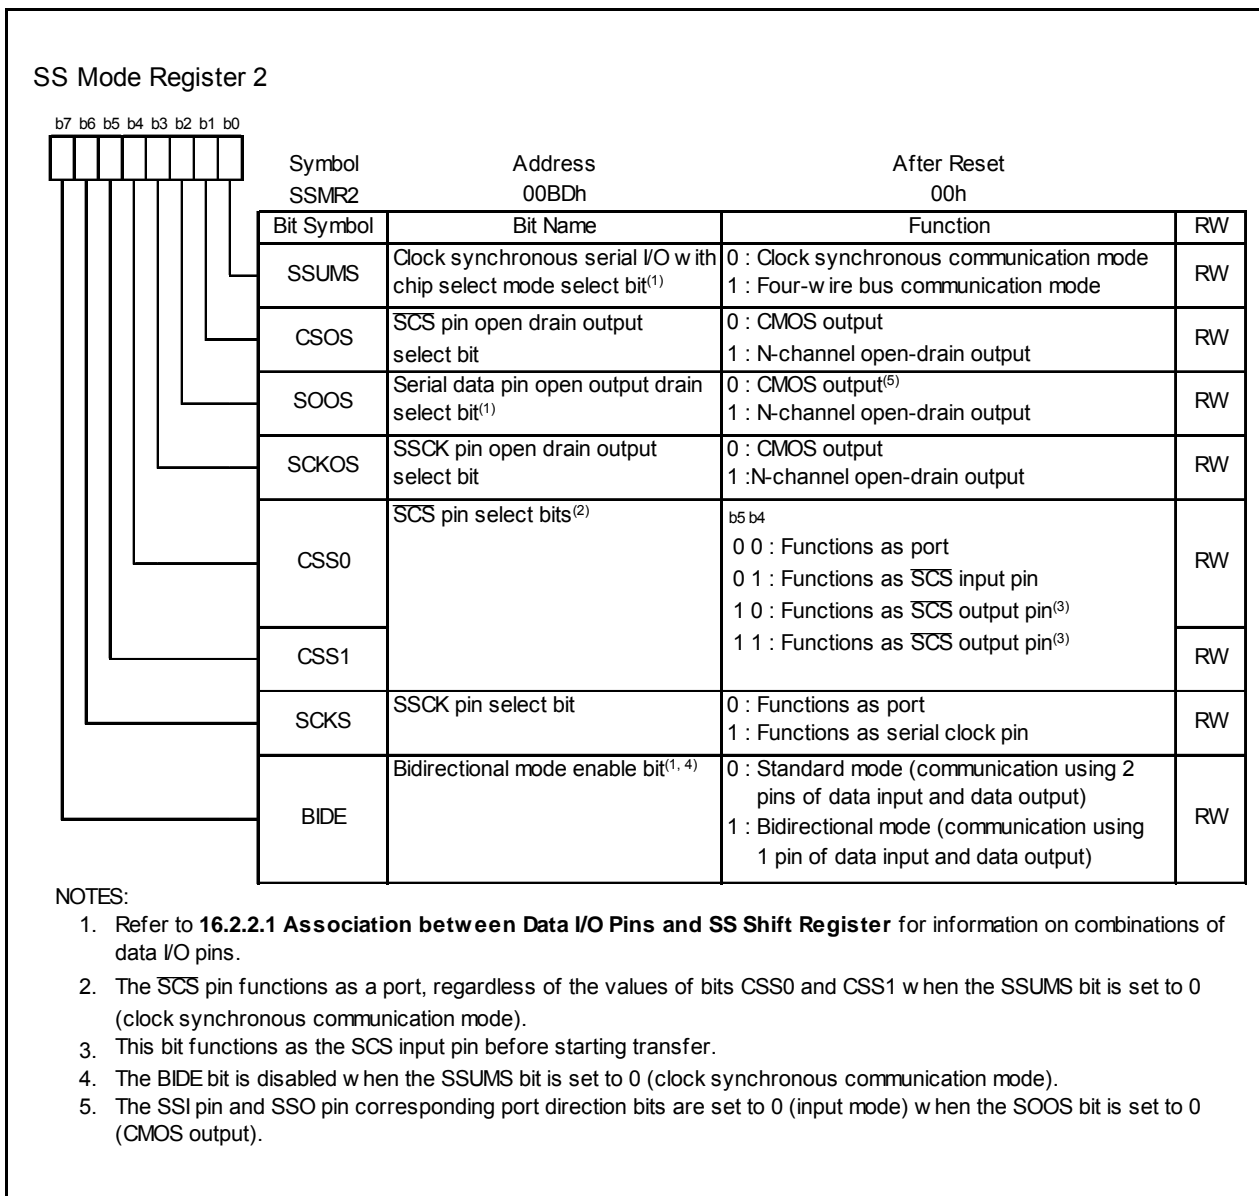 SS Mode Register 2
b7 b6 b5 b4 b3 b2 b1 b0
Symbol Address After Reset
SSMR2 00BDh 00h
Bit Symbol Bit Name Function RW
SSUMS Clock synchronous serial I/O with chip select mode select bit(1) 0 : Clock synchronous communication mode RW
1 : Four-wire bus communication mode
CSOS SCS pin open drain output select bit 0 : CMOS output RW
1 : N-channel open-drain output
SOOS Serial data pin open output drain select bit(1) 0 : CMOS output(5) RW
1 : N-channel open-drain output
SCKOS SSCK pin open drain output select bit 0 : CMOS output RW
1 :N-channel open-drain output
CSS0 SCS pin select bits(2) b5 b4 RW
0 0 : Functions as port
0 1 : Functions as SCS input pin
1 0 : Functions as SCS output pin(3)
1 1 : Functions as SCS output pin(3)
CSS1 RW
SCKS SSCK pin select bit 0 : Functions as port RW
1 : Functions as serial clock pin
BIDE Bidirectional mode enable bit(1, 4) 0 : Standard mode (communication using 2 RW
pins of data input and data output)
1 : Bidirectional mode (communication using
1 pin of data input and data output)
NOTES:
1. Refer to 16.2.2.1 Association between Data I/O Pins and SS Shift Register for information on combinations of
data I/O pins.
2. The SCS pin functions as a port, regardless of the values of bits CSS0 and CSS1 when the SSUMS bit is set to 0
(clock synchronous communication mode).
3. This bit functions as the SCS input pin before starting transfer.
4. The BIDE bit is disabled when the SSUMS bit is set to 0 (clock synchronous communication mode).
5. The SSI pin and SSO pin corresponding port direction bits are set to 0 (input mode) when the SOOS bit is set to 0
(CMOS output).